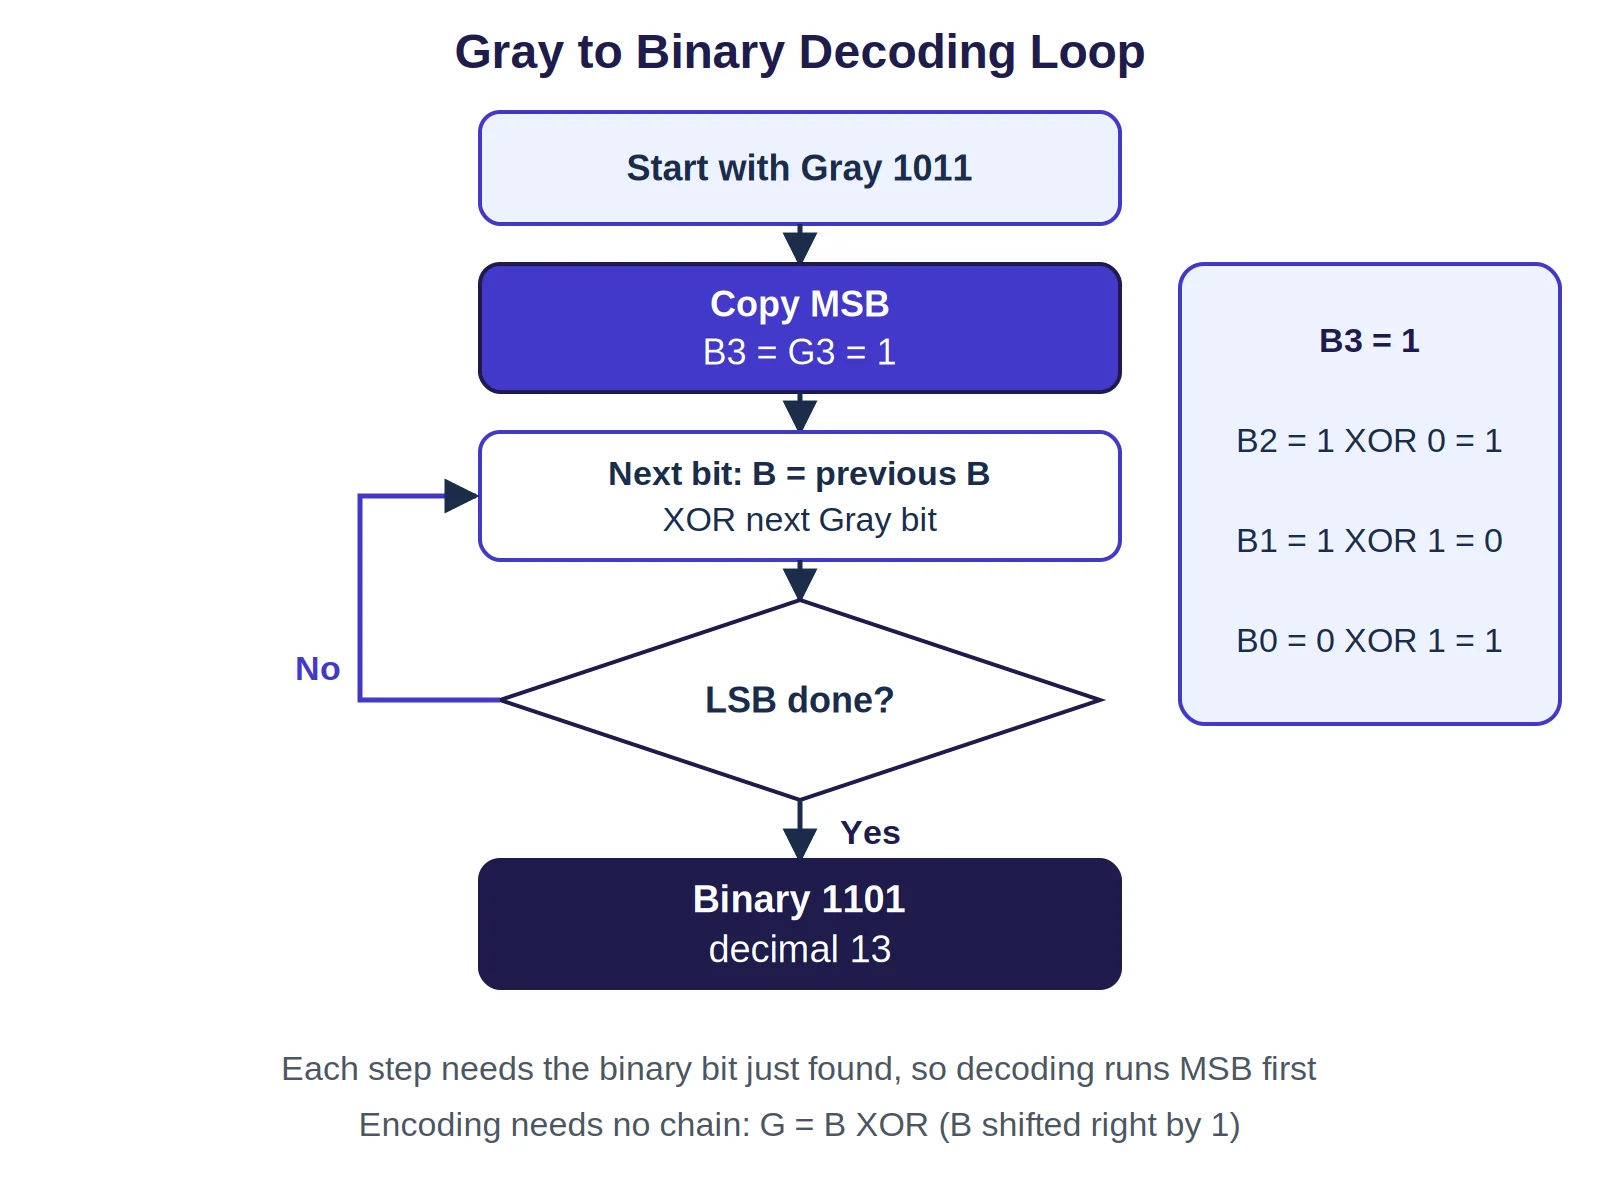 Gray to Binary Decoding Loop
Start with Gray 1011
Copy MSB
B3 = G3 = 1
Next bit: B = previous B
XOR next Gray bit
LSB done?
No
Yes
Binary 1101
decimal 13
B3 = 1
B2 = 1 XOR 0 = 1
B1 = 1 XOR 1 = 0
B0 = 0 XOR 1 = 1
Each step needs the binary bit just found, so decoding runs MSB first
Encoding needs no chain: G = B XOR (B shifted right by 1)